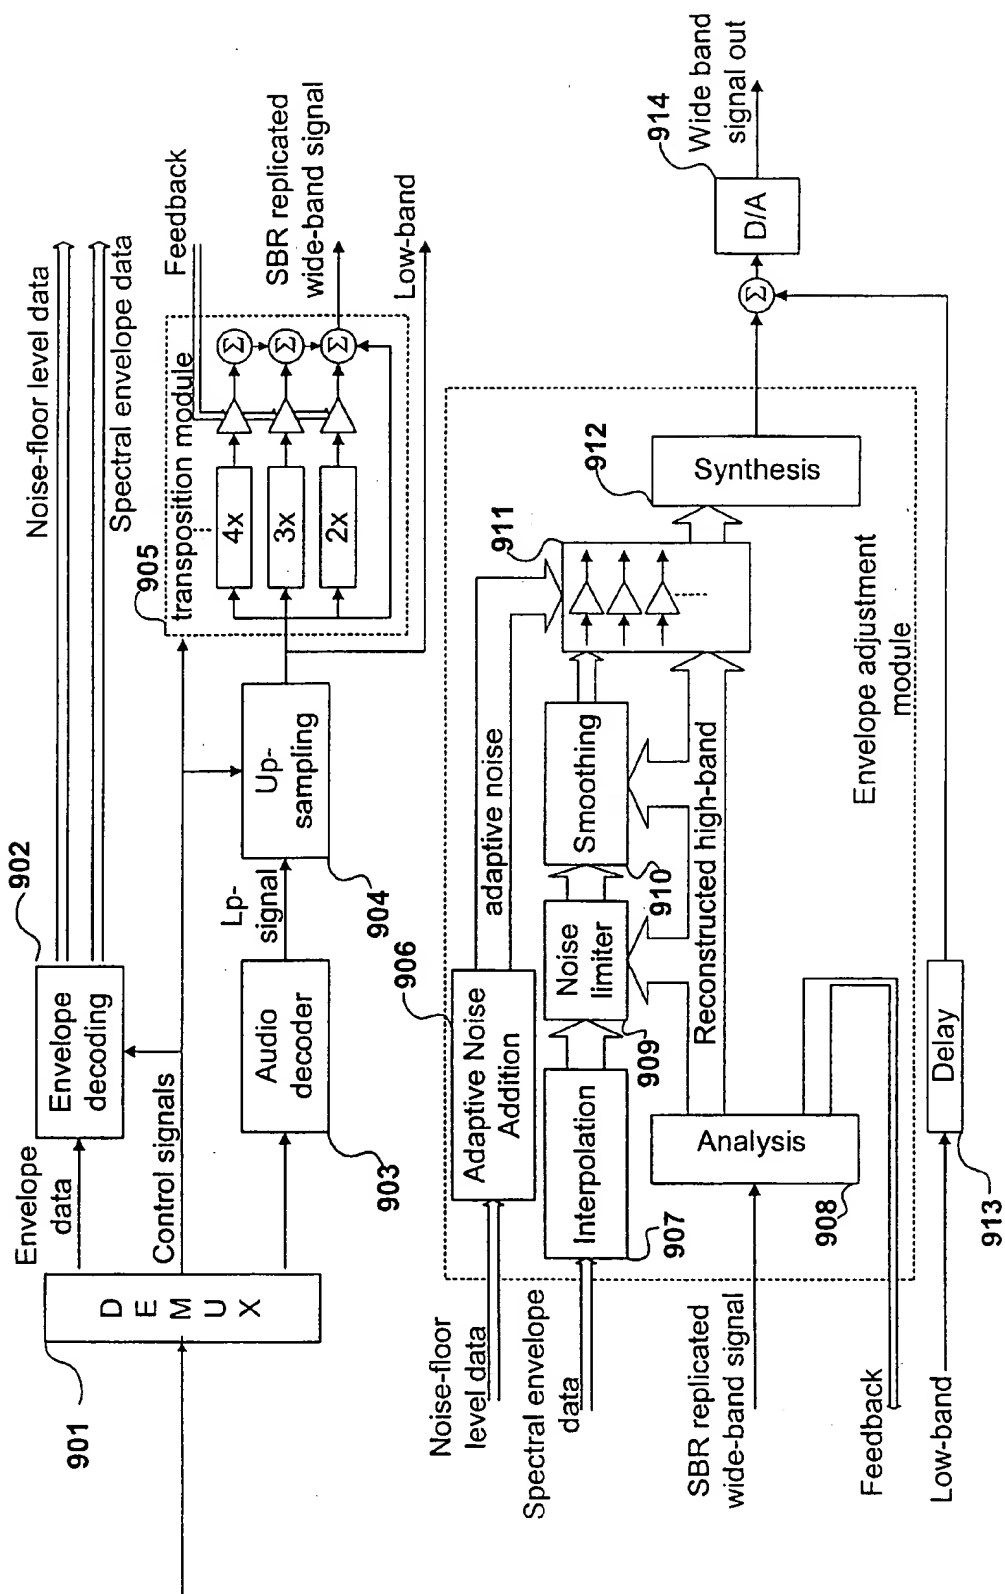 901
D
E
M
U
X
Envelope
data
Control signals
902
Envelope
decoding
Noise-floor level data
Spectral envelope data
903
Audio
decoder
Lp-
signal
904
Up-
sampling
905
transposition module
4x
3x
2x
Σ
Σ
Σ
Feedback
SBR replicated
wide-band signal
Low-band
Noise-floor
level data
Spectral envelope
data
SBR replicated
wide-band signal
Feedback
Low-band
906
Adaptive Noise
Addition
adaptive noise
907
Interpolation
908
Analysis
909
Noise
limiter
910
Smoothing
Reconstructed high-band
911
912
Synthesis
Envelope adjustment
module
913
Delay
Σ
914
D/A
Wide band
signal out